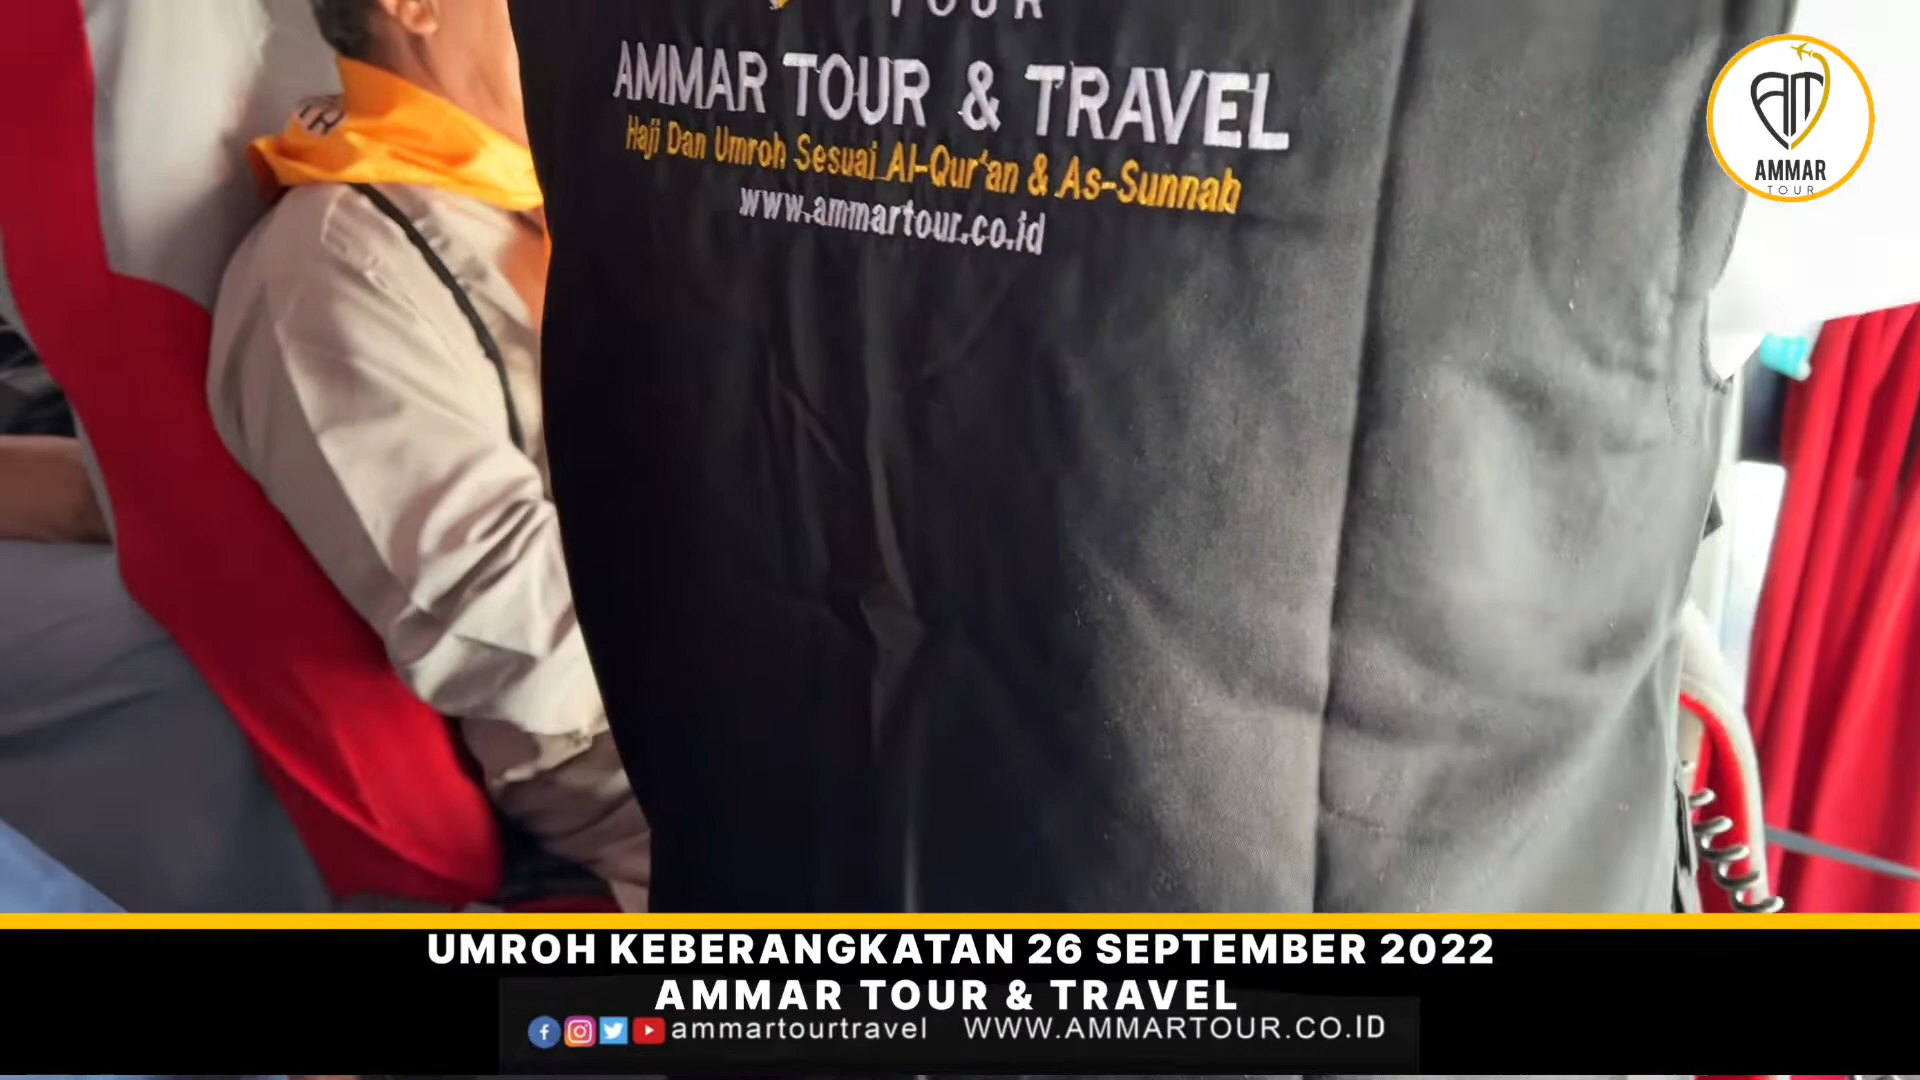 TOUR
AMMAR TOUR & TRAVEL
Haji Dan Umroh Sesuai Al-Qur'an & As-Sunnah
www.ammartour.co.id
AMMAR
TOUR
UMROH KEBERANGKATAN 26 SEPTEMBER 2022
AMMAR TOUR & TRAVEL
ammartourtravel WWW.AMMARTOUR.CO.ID